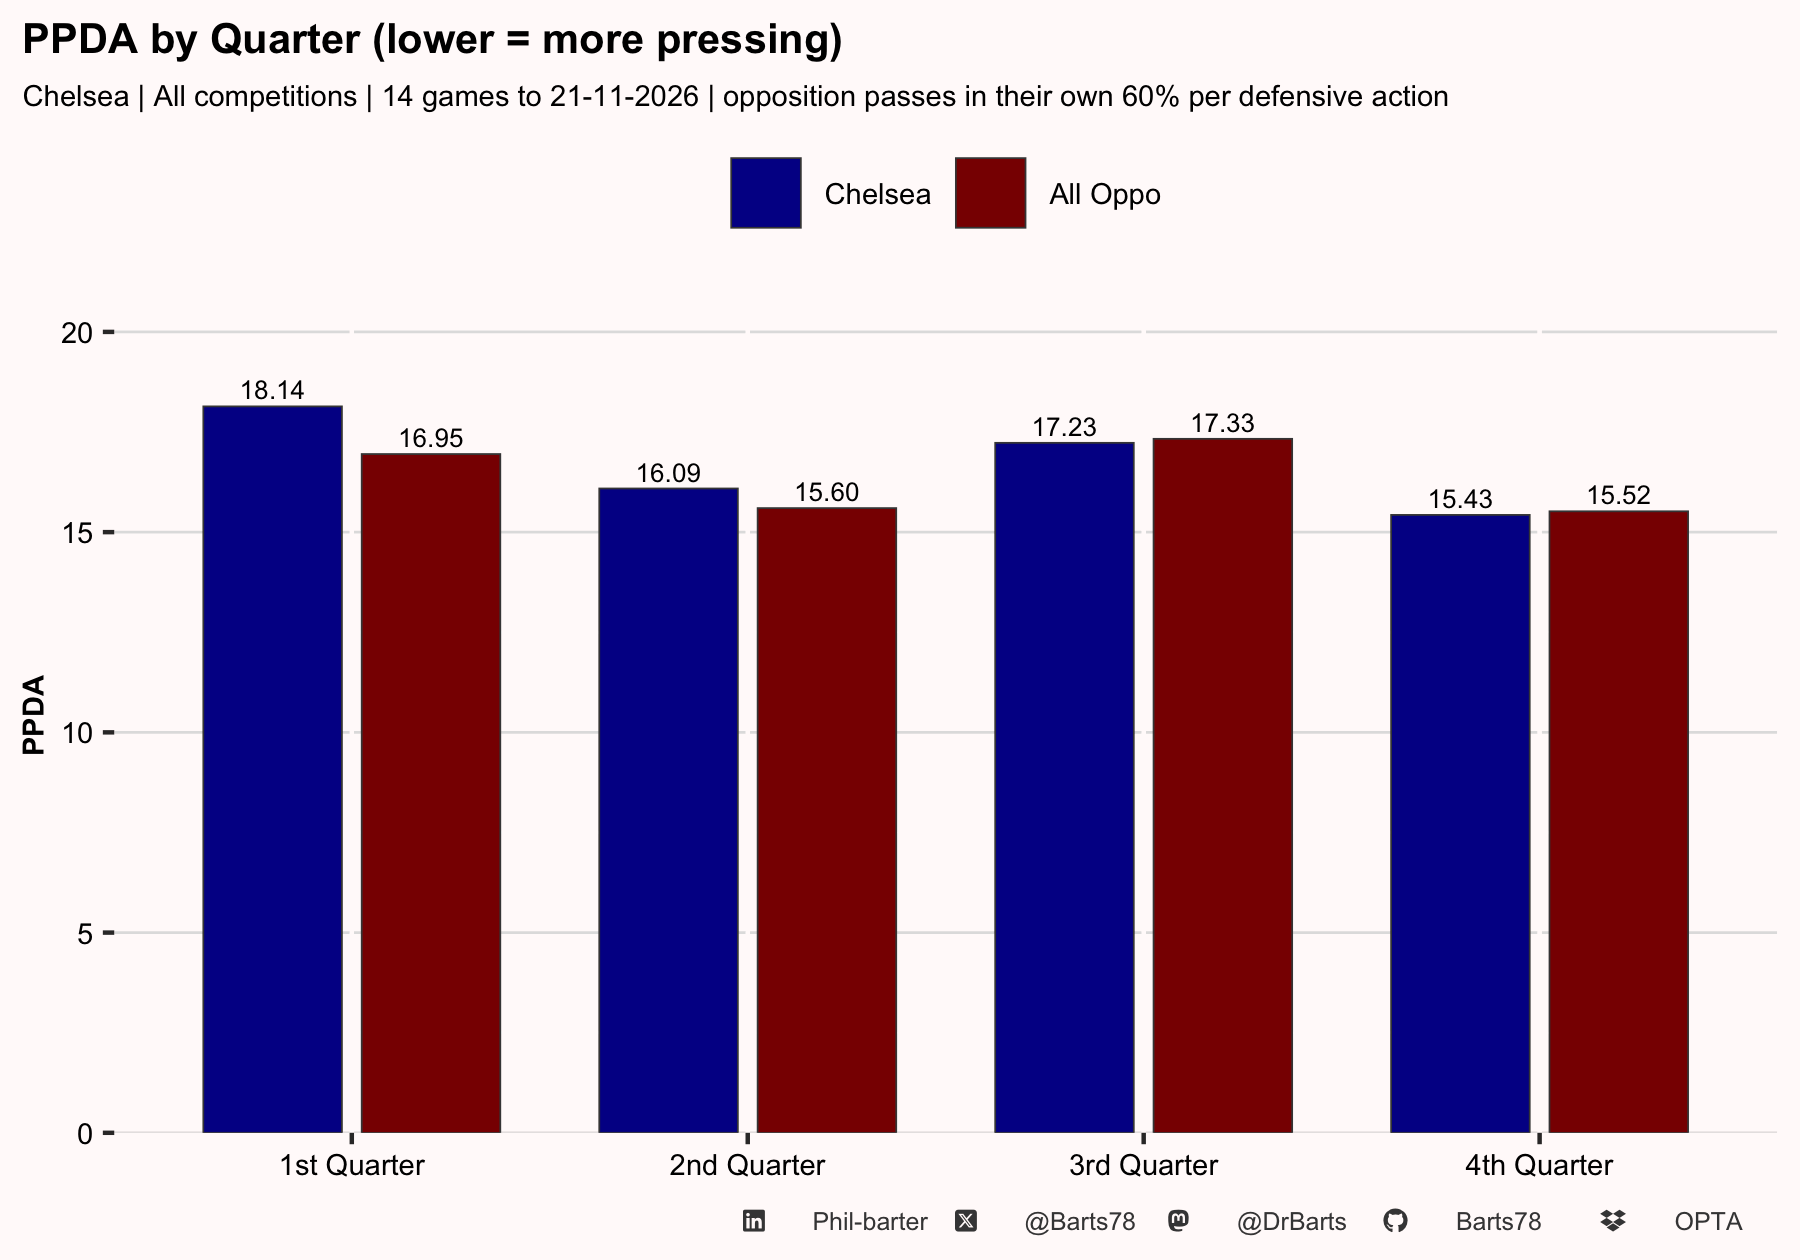 PPDA by Quarter (lower = more pressing)
Chelsea | All competitions | 14 games to 21-11-2026 | opposition passes in their own 60% per defensive action
Chelsea All Oppo
20
18.14 16.95 16.09 15.60 17.23 17.33 15.43 15.52
15
10
5
0
PPDA
1st Quarter 2nd Quarter 3rd Quarter 4th Quarter
Phil-barter @Barts78 @DrBarts Barts78 OPTA